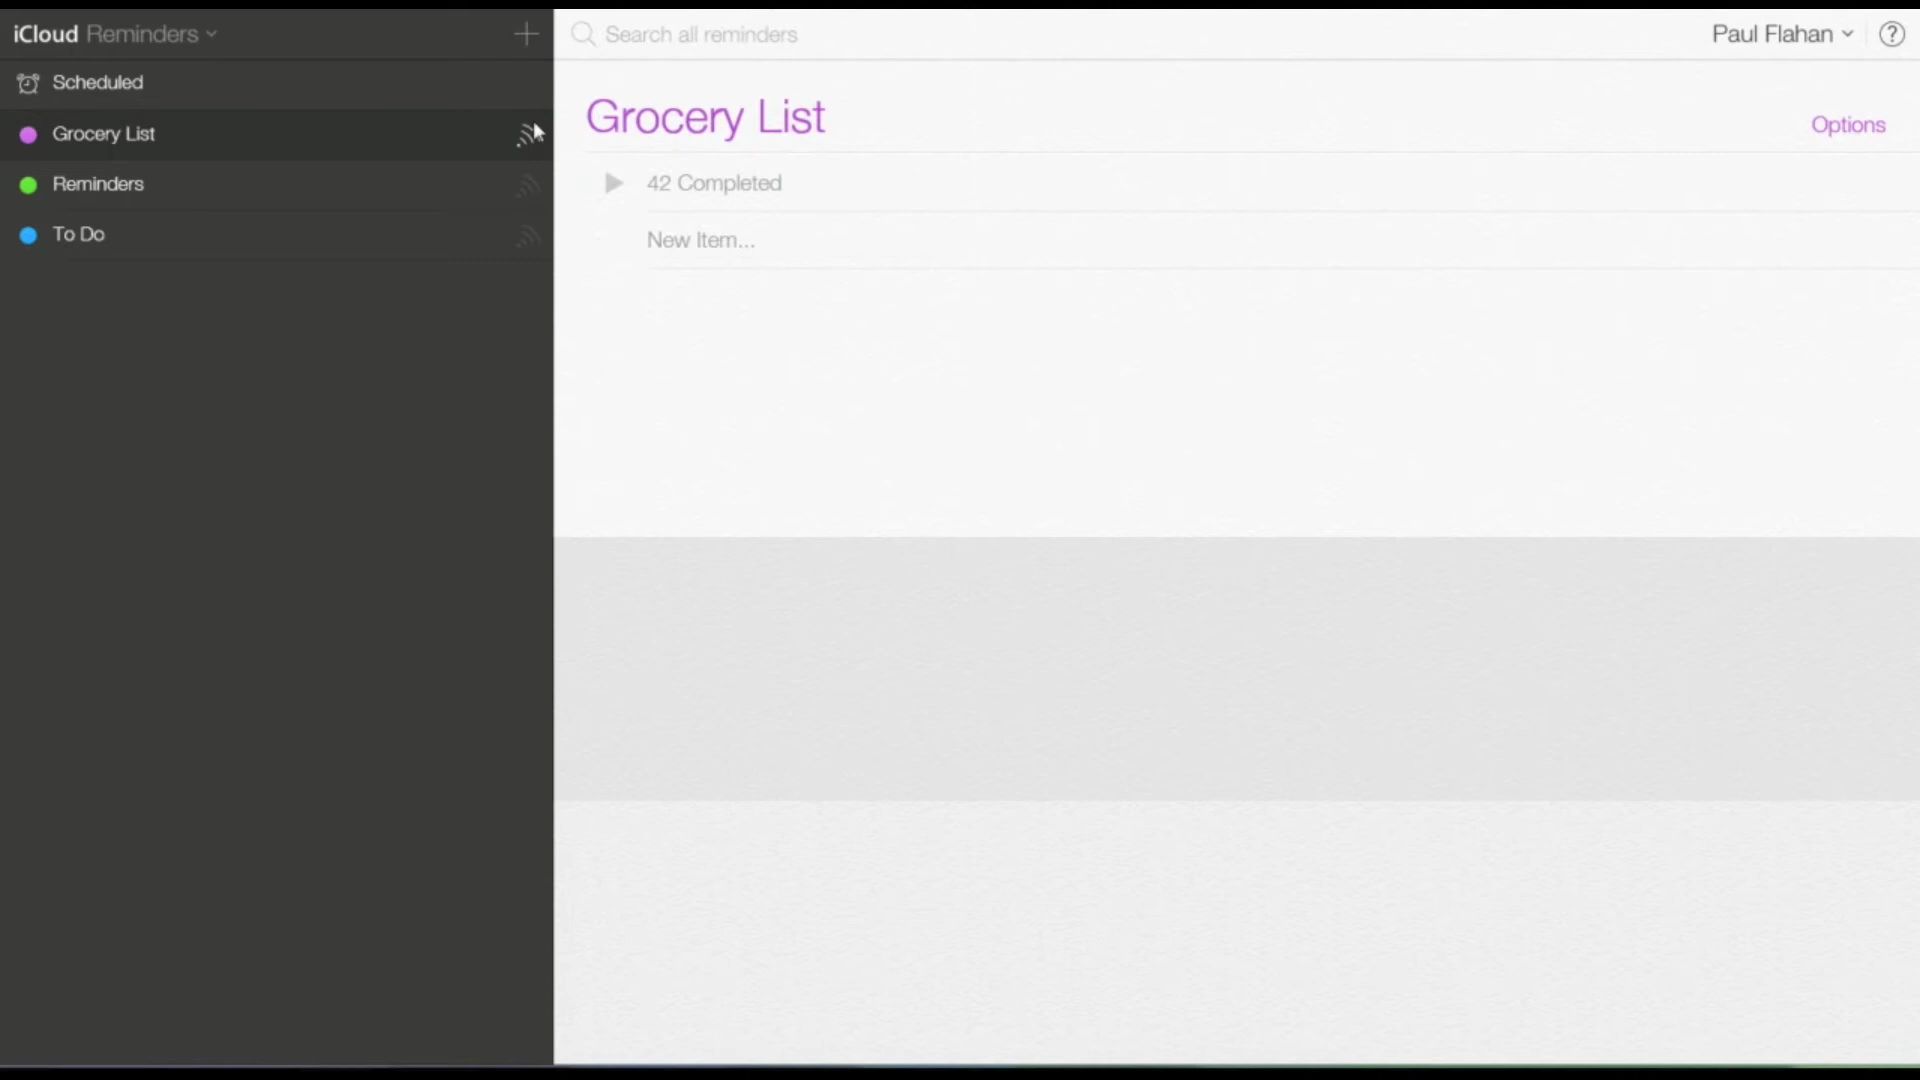 iCloud Reminders
Search all reminders
Paul Flahan
?
Scheduled
Grocery List
Reminders
To Do
Grocery List
Options
42 Completed
New Item...